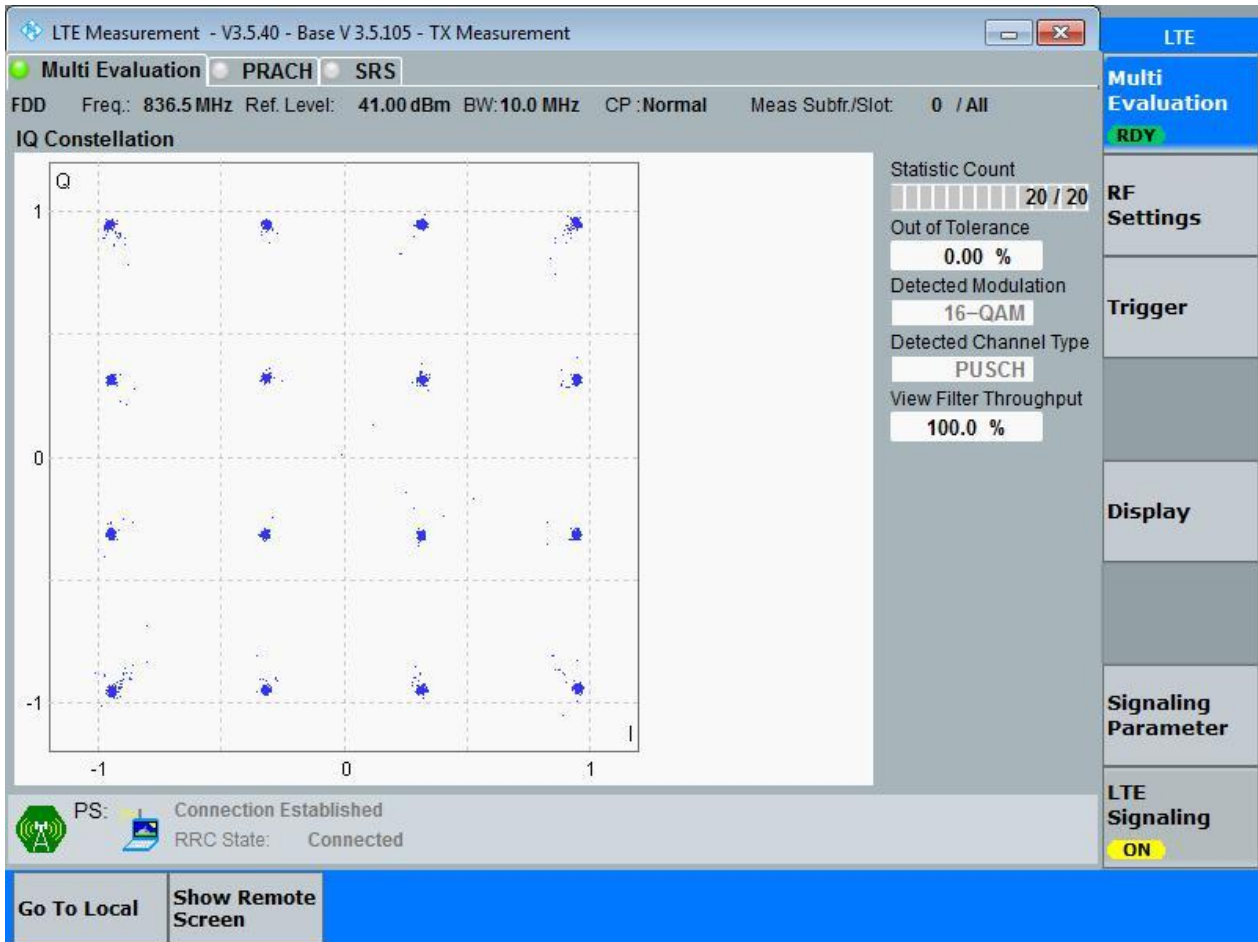 LTE Measurement - V3.5.40 - Base V 3.5.105 - TX Measurement
LTE
Multi Evaluation PRACH SRS
Multi
Evaluation
RDY
FDD Freq.: 836.5 MHz Ref. Level: 41.00 dBm BW: 10.0 MHz CP : Normal Meas Subfr./Slot: 0 / All
IQ Constellation
Statistic Count
20 / 20
Out of Tolerance
0.00 %
Detected Modulation
16-QAM
Detected Channel Type
PUSCH
View Filter Throughput
100.0 %
Q
1
0
-1
I
-1 0 1
RF
Settings
Trigger
Display
Signaling
Parameter
LTE
Signaling
ON
PS: Connection Established
RRC State: Connected
Go To Local
Show Remote
Screen